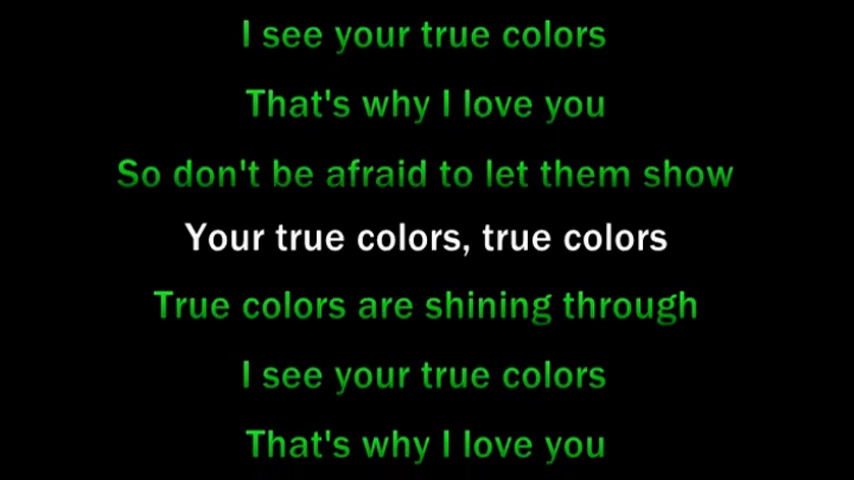 I see your true colors
That's why I love you
So don't be afraid to let them show
Your true colors, true colors
True colors are shining through
I see your true colors
That's why I love you